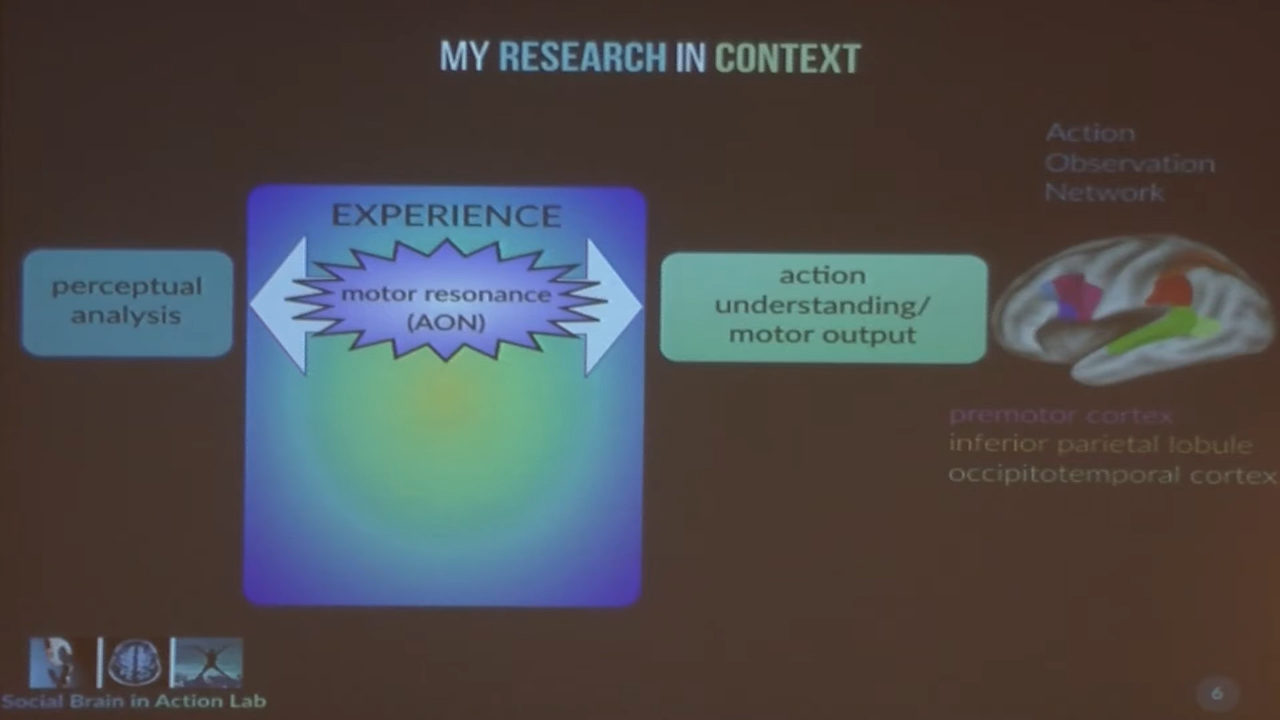 MY RESEARCH IN CONTEXT
Action
Observation
Network
EXPERIENCE
perceptual
analysis
motor resonance
(AON)
action
understanding/
motor output
premotor cortex
inferior parietal lobule
occipitotemporal cortex
Social Brain in Action Lab
6